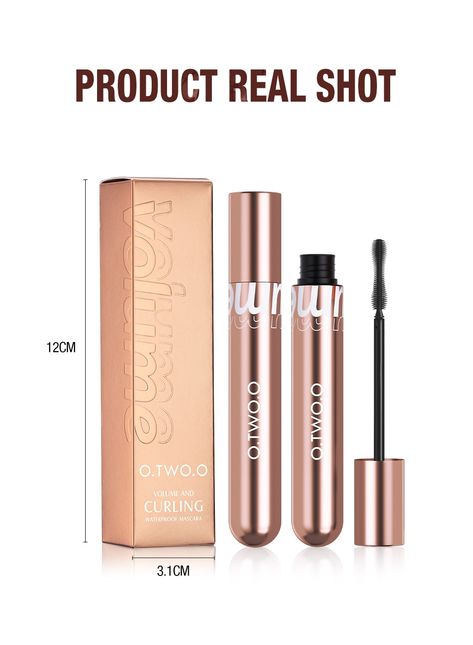 PRODUCT REAL SHOT
volume
12CM
O.TWO.O
VOLUME AND
CURLING
WATERPROOF MASCARA
3.1CM
O.TWO.O
O.TWO.O